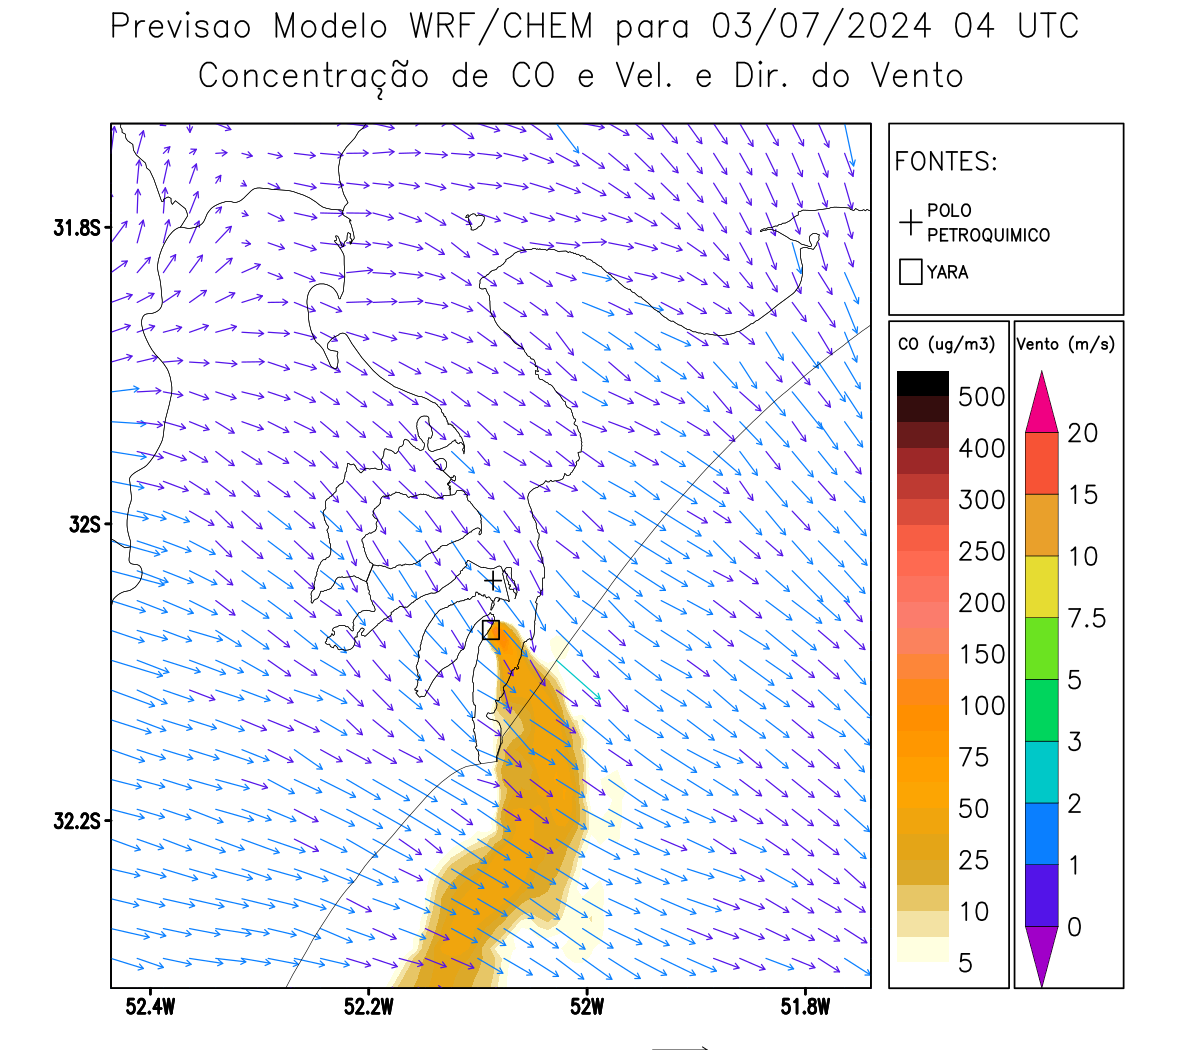 Previsao Modelo WRF/CHEM para 03/07/2024 04 UTC
Concentração de CO e Vel. e Dir. do Vento
FONTES:
POLO
PETROQUIMICO
YARA
CO (ug/m3)
500
400
300
250
200
150
100
75
50
25
10
5
Vento (m/s)
20
15
10
7.5
5
3
2
1
0
31.8S
32S
32.2S
52.4W
52.2W
52W
51.8W